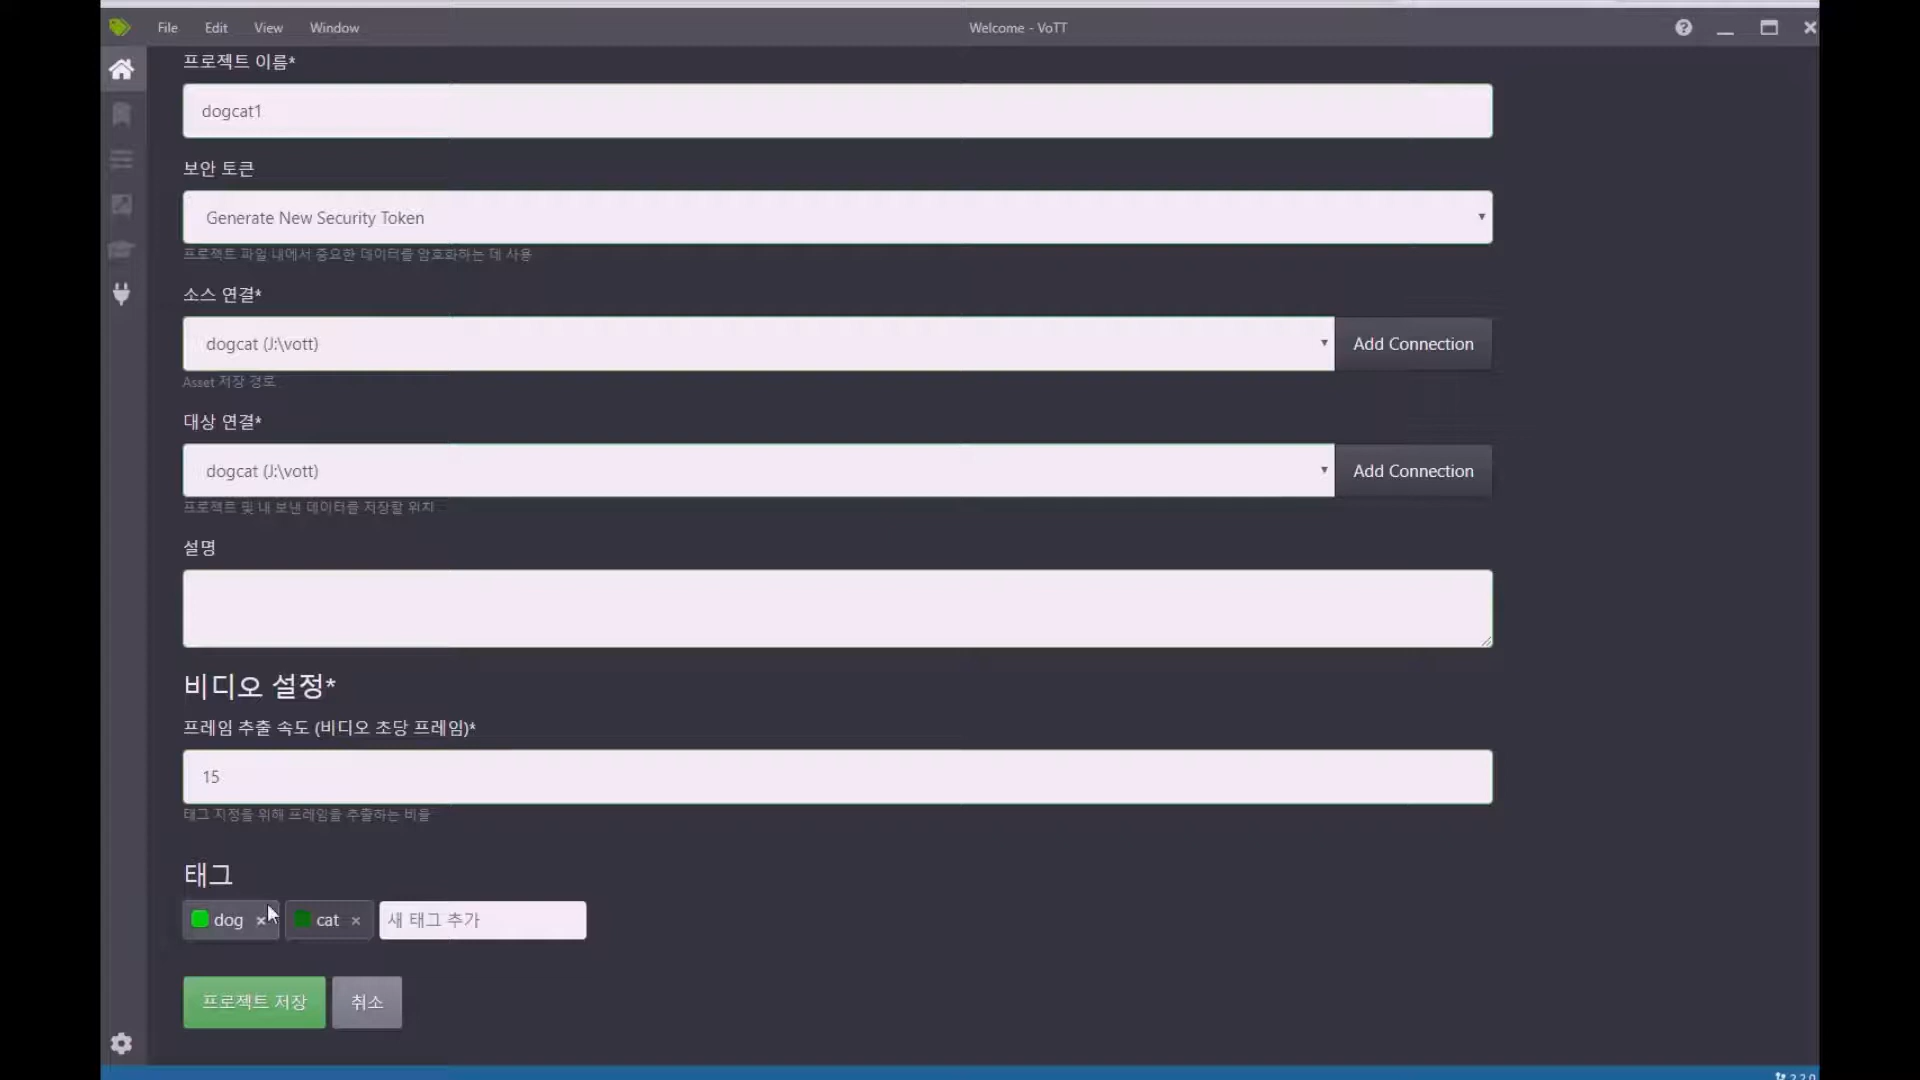 File Edit View Window Welcome - VoTT
프로젝트 이름*
dogcat1
보안 토큰
Generate New Security Token
프로젝트 파일 내에서 중요한 데이터를 암호화하는 데 사용
소스 연결*
dogcat (J:\vott)
Add Connection
Asset 저장 경로
대상 연결*
dogcat (J:\vott)
Add Connection
프로젝트 및 내 보낸 데이터를 저장할 위치
설명
비디오 설정*
프레임 추출 속도 (비디오 초당 프레임)*
15
태그 지정을 위해 프레임을 추출하는 비율
태그
dog × cat × 새 태그 추가
프로젝트 저장 취소
2.2.0